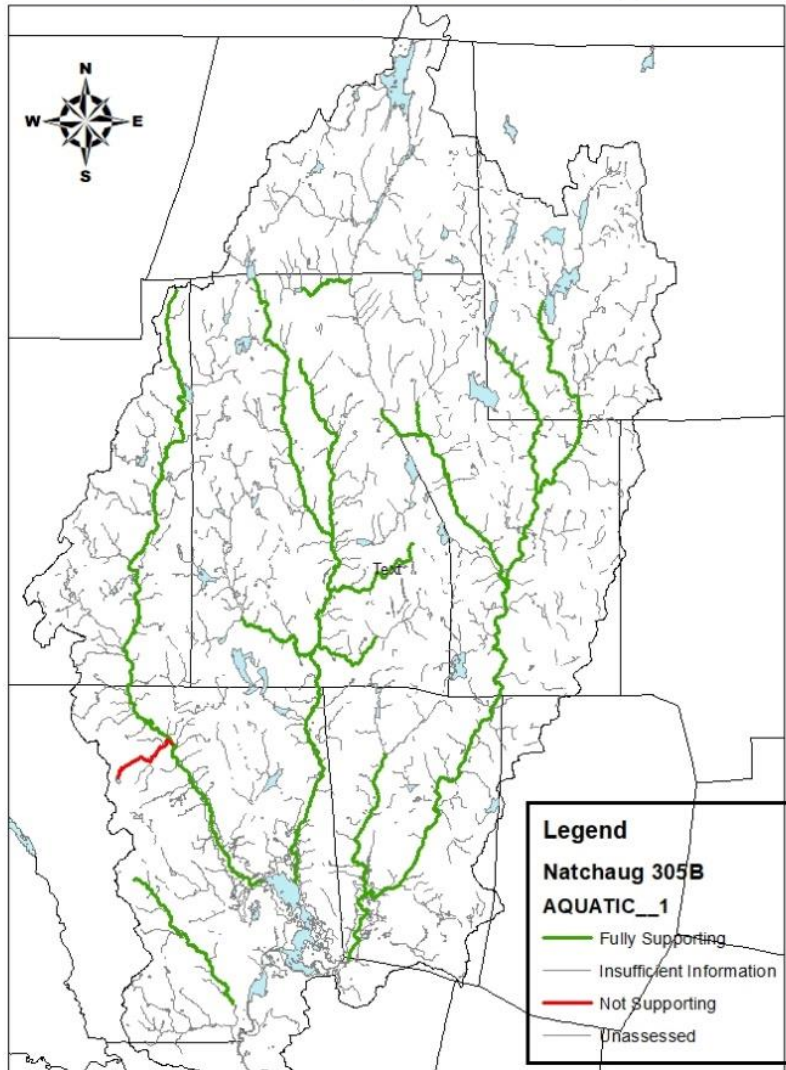 N
W E
S
Text
Legend
Natchaug 305B
AQUATIC__1
Fully Supporting
Insufficient Information
Not Supporting
Unassessed